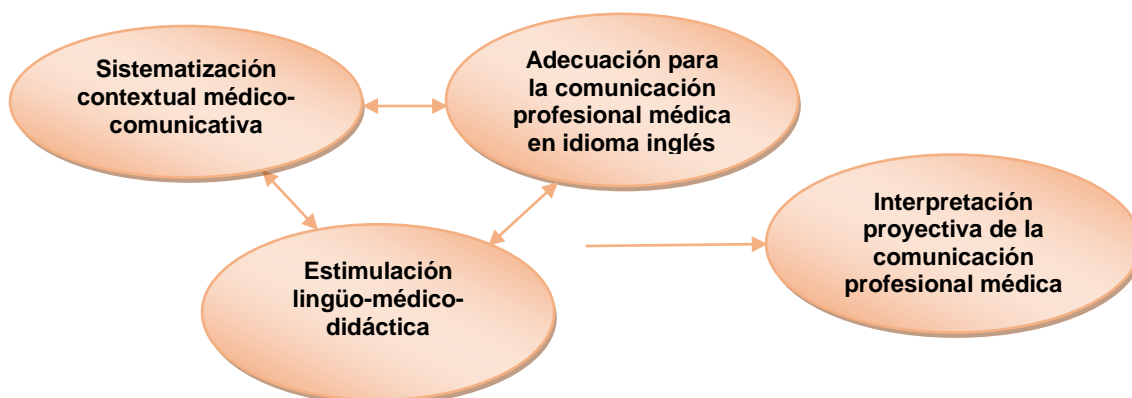 Sistematización
contextual médico-
comunicativa
Adecuación para
la comunicación
profesional médica
en idioma inglés
Estimulación
lingüo-médico-
didáctica
Interpretación
proyectiva de la
comunicación
profesional médica